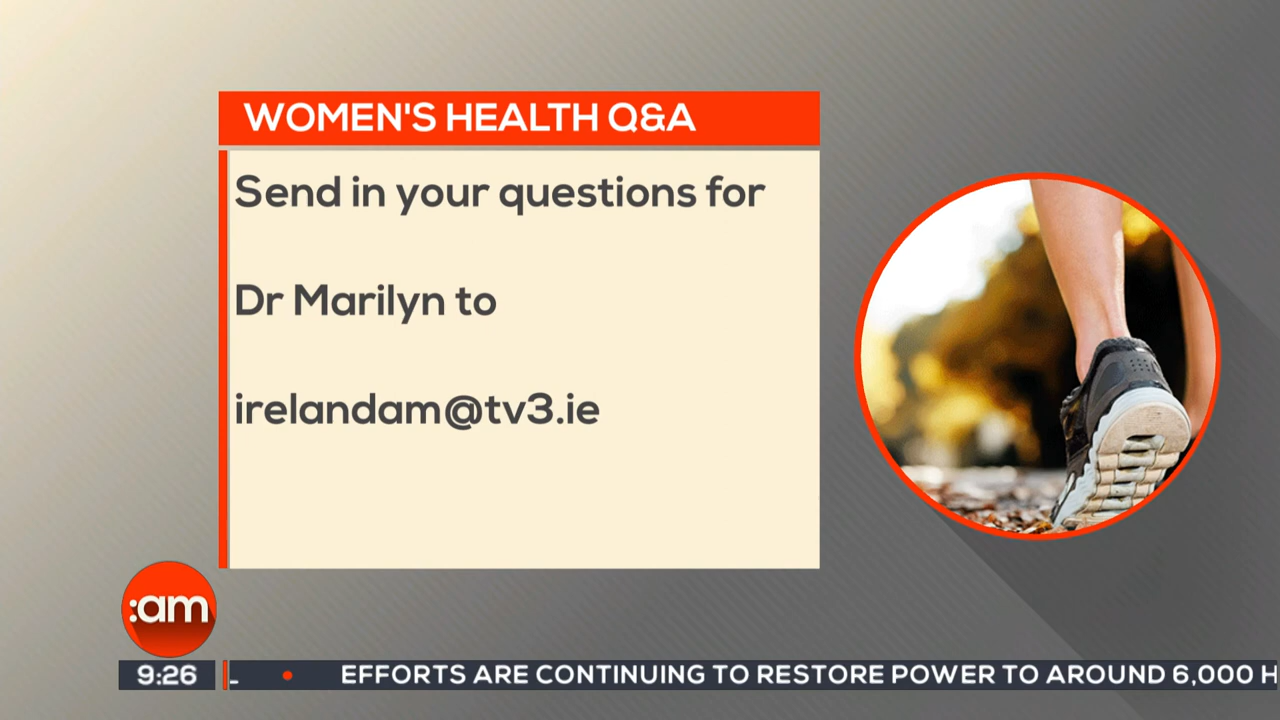 WOMEN'S HEALTH Q&A
Send in your questions for
Dr Marilyn to
irelandam@tv3.ie
:am
9:26
EFFORTS ARE CONTINUING TO RESTORE POWER TO AROUND 6,000 H